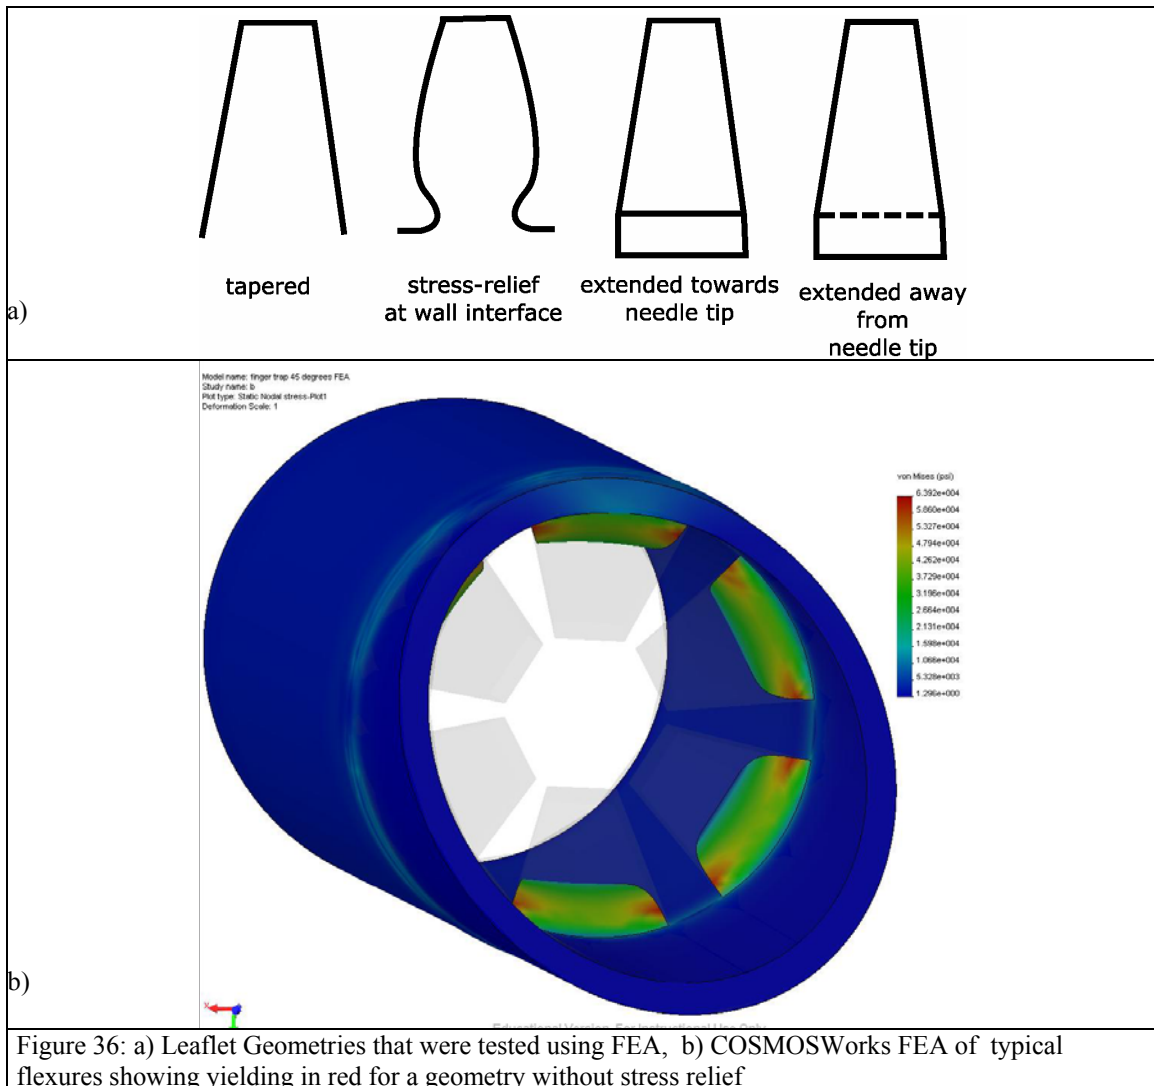 tapered
stress-relief
at wall interface
extended towards
needle tip
extended away
from
needle tip
a)
Model name: finger trap 45 degrees FEA
Study name: b
Plot type: Static Nodal stress-Plot1
Deformation Scale: 1
von Mises (psi)
6.392e+004
5.860e+004
5.327e+004
4.794e+004
4.262e+004
3.729e+004
3.196e+004
2.664e+004
2.131e+004
1.598e+004
1.066e+004
5.328e+003
1.296e+000
b)
x
Educational Version. For Instructional Use Only
Figure 36: a) Leaflet Geometries that were tested using FEA,  b) COSMOSWorks FEA of  typical
flexures showing yielding in red for a geometry without stress relief